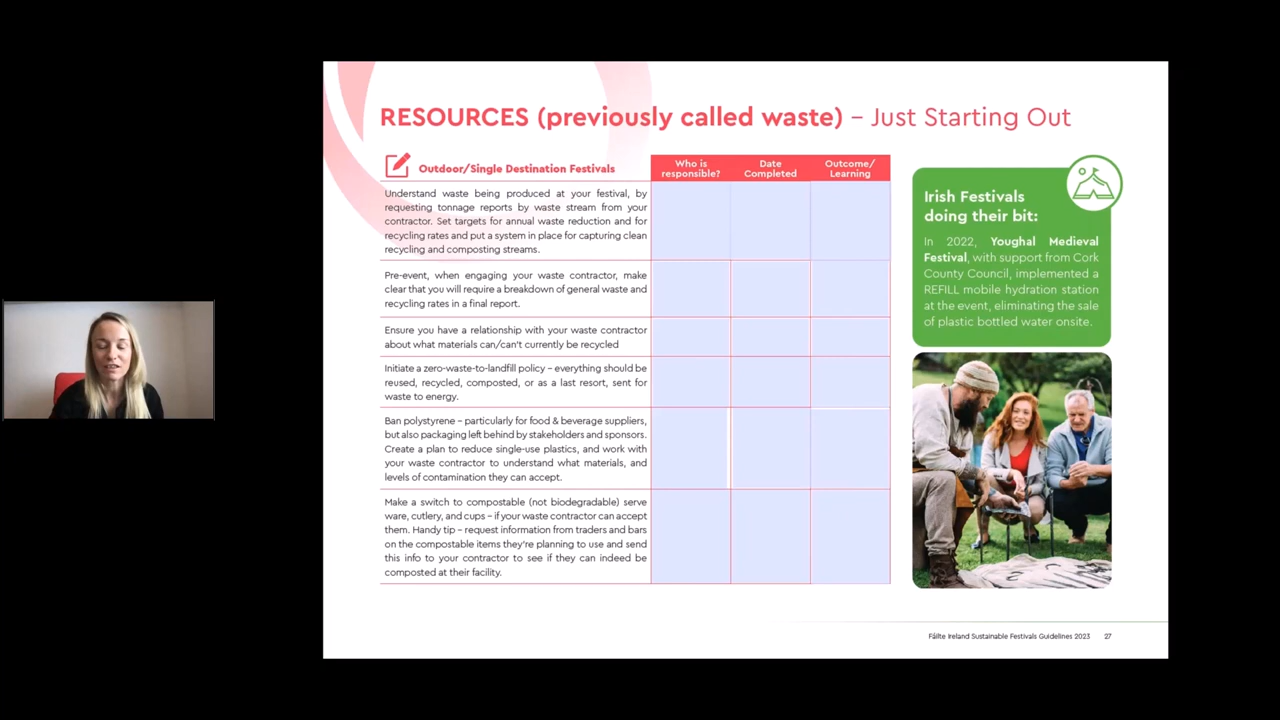 RESOURCES (previously called waste) – Just Starting Out
Outdoor/Single Destination Festivals
Who is
responsible?
Date
Completed
Outcome/
Learning
Understand waste being produced at your festival, by
requesting tonnage reports by waste stream from your
contractor. Set targets for annual waste reduction and for
recycling rates and put a system in place for capturing clean
recycling and composting streams.
Pre-event, when engaging your waste contractor, make
clear that you will require a breakdown of general waste and
recycling rates in a final report.
Ensure you have a relationship with your waste contractor
about what materials can/can't currently be recycled
Initiate a zero-waste-to-landfill policy – everything should be
reused, recycled, composted, or as a last resort, sent for
waste to energy.
Ban polystyrene – particularly for food & beverage suppliers,
but also packaging left behind by stakeholders and sponsors.
Create a plan to reduce single-use plastics, and work with
your waste contractor to understand what materials, and
levels of contamination they can accept.
Make a switch to compostable (not biodegradable) serve
ware, cutlery, and cups – if your waste contractor can accept
them. Handy tip – request information from traders and bars
on the compostable items they're planning to use and send
this info to your contractor to see if they can indeed be
composted at their facility.
Irish Festivals
doing their bit:
In 2022, Youghal Medieval
Festival, with support from Cork
County Council, implemented a
REFILL mobile hydration station
at the event, eliminating the sale
of plastic bottled water onsite.
Fáilte Ireland Sustainable Festivals Guidelines 2023 27